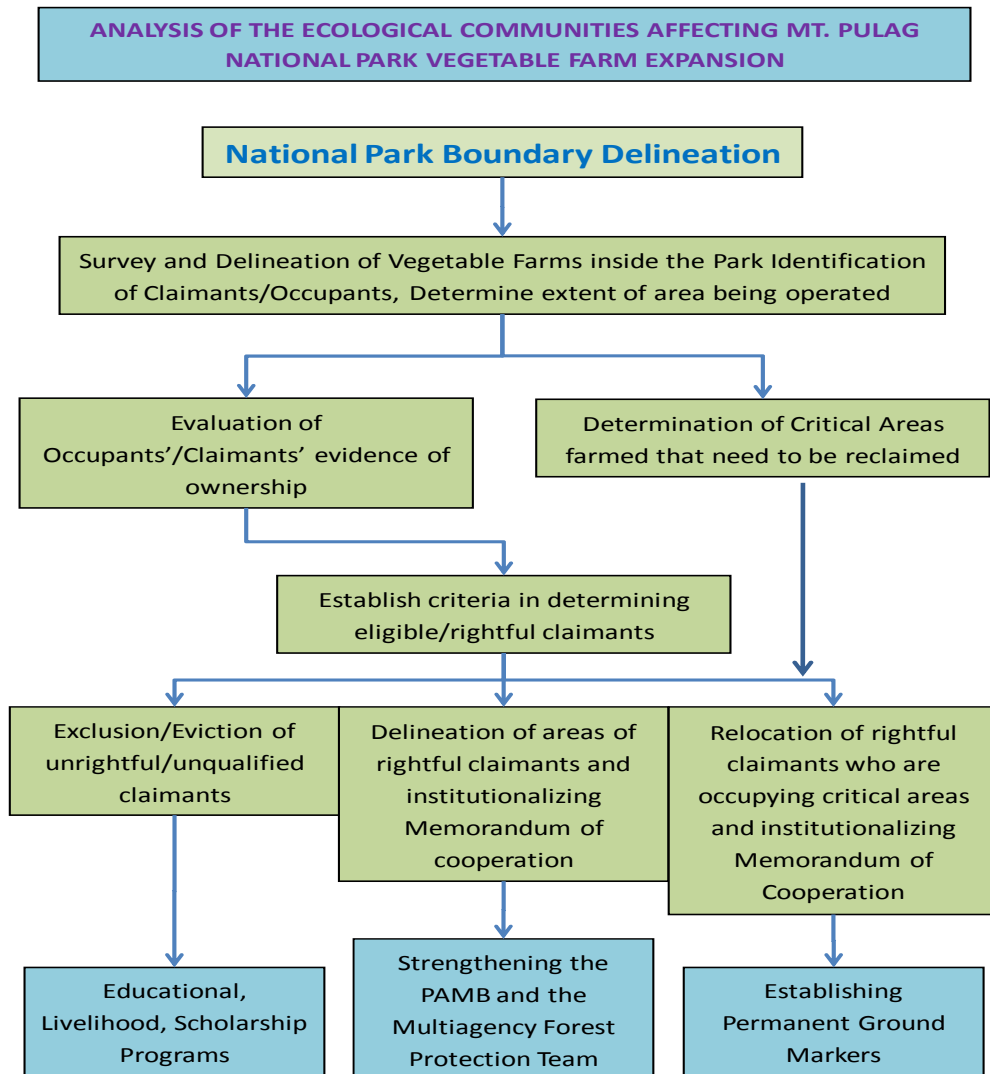 ANALYSIS OF THE ECOLOGICAL COMMUNITIES AFFECTING MT. PULAG
NATIONAL PARK VEGETABLE FARM EXPANSION
National Park Boundary Delineation
Survey and Delineation of Vegetable Farms inside the Park Identification
of Claimants/Occupants, Determine extent of area being operated
Evaluation of
Occupants’/Claimants’ evidence of
ownership
Determination of Critical Areas
farmed that need to be reclaimed
Establish criteria in determining
eligible/rightful claimants
Exclusion/Eviction of
unrightful/unqualified
claimants
Delineation of areas of
rightful claimants and
institutionalizing
Memorandum of
cooperation
Relocation of rightful
claimants who are
occupying critical areas
and institutionalizing
Memorandum of
Cooperation
Educational,
Livelihood, Scholarship
Programs
Strengthening the
PAMB and the
Multiagency Forest
Protection Team
Establishing
Permanent Ground
Markers